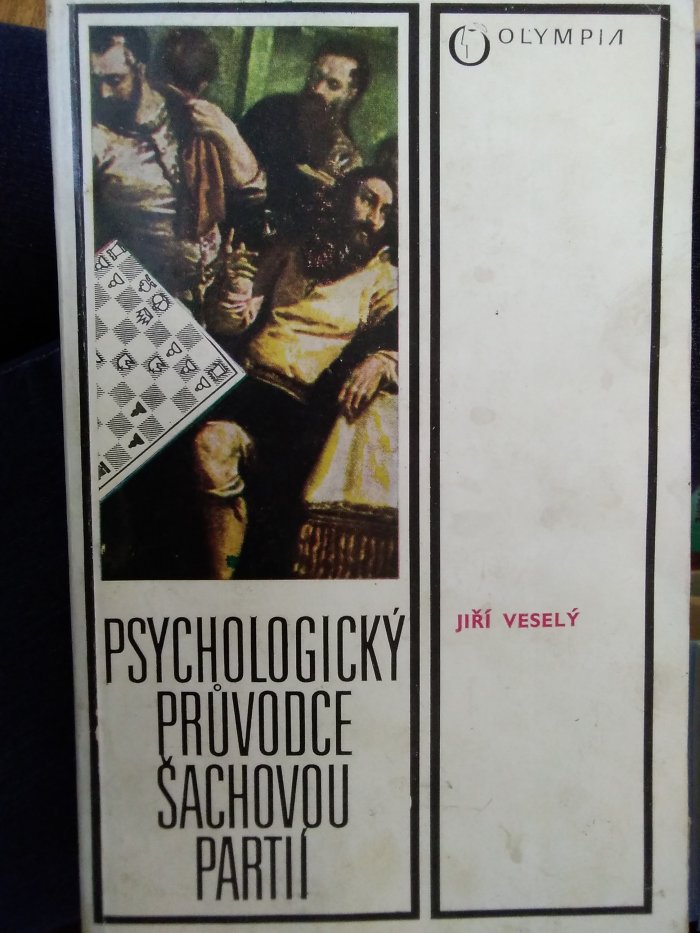 OLYMPIA
PSYCHOLOGICKÝ
PRŮVODCE
ŠACHOVOU
PARTIÍ
JIŘÍ VESELÝ